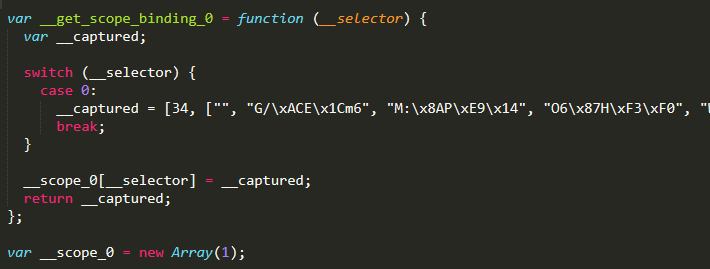 var __get_scope_binding_0 = function (__selector) {
var __captured;
switch (__selector) {
case 0:
__captured = [34, ["", "G/\xACE\x1Cm6", "M:\x8AP\xE9\x14", "O6\x87H\xF3\xF0", "
break;
}
__scope_0[__selector] = __captured;
return __captured;
};
var __scope_0 = new Array(1);